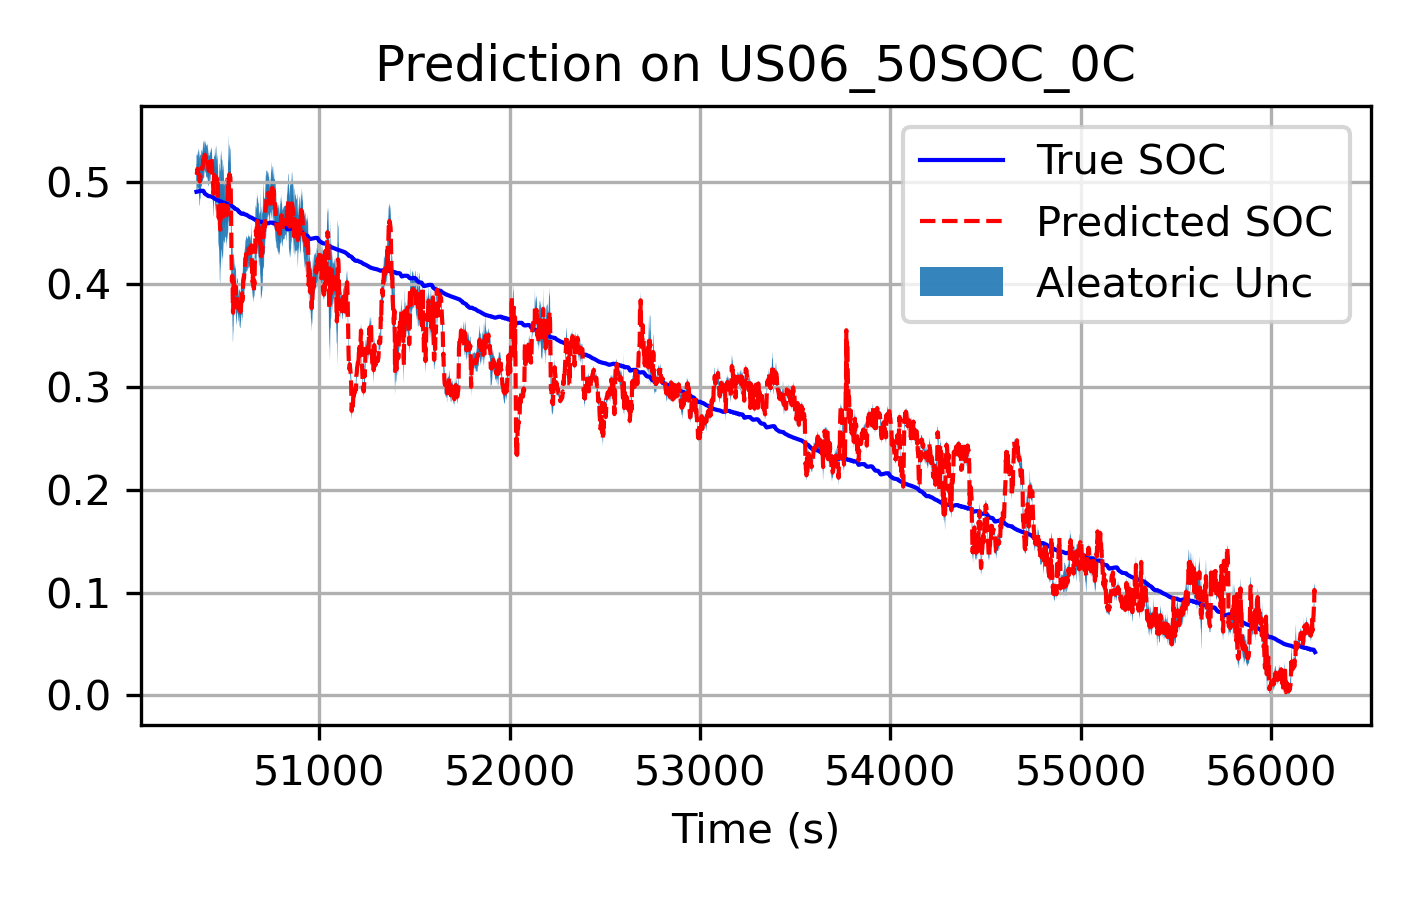 Prediction on US06_50SOC_0C
True SOC
Predicted SOC
Aleatoric Unc
0.5
0.4
0.3
0.2
0.1
0.0
51000 52000 53000 54000 55000 56000
Time (s)